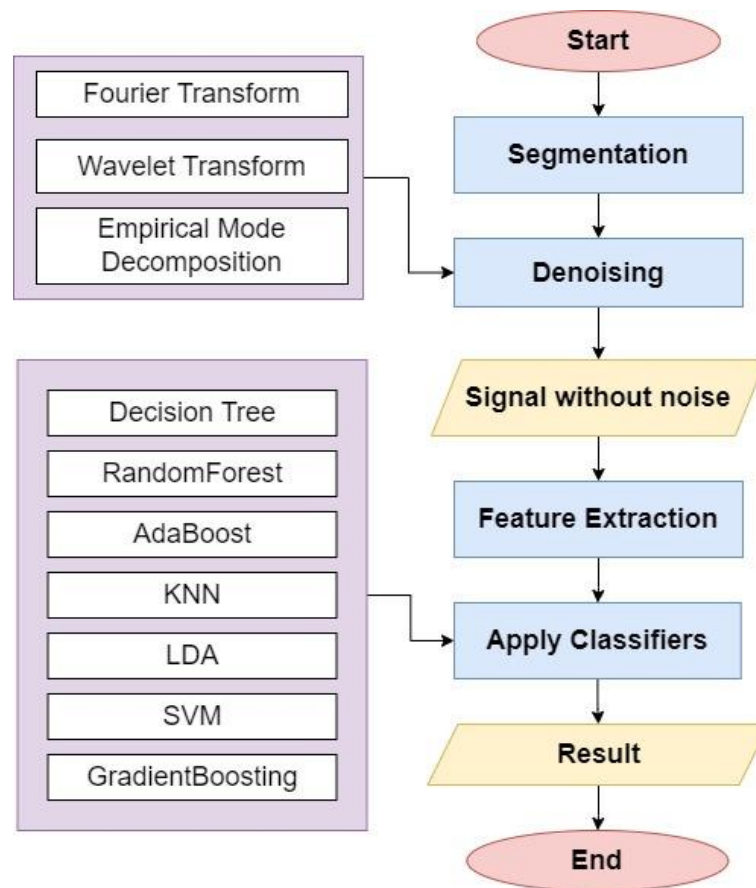 Start
Segmentation
Fourier Transform
Wavelet Transform
Empirical Mode
Decomposition
Denoising
Signal without noise
Feature Extraction
Decision Tree
RandomForest
AdaBoost
KNN
LDA
SVM
GradientBoosting
Apply Classifiers
Result
End